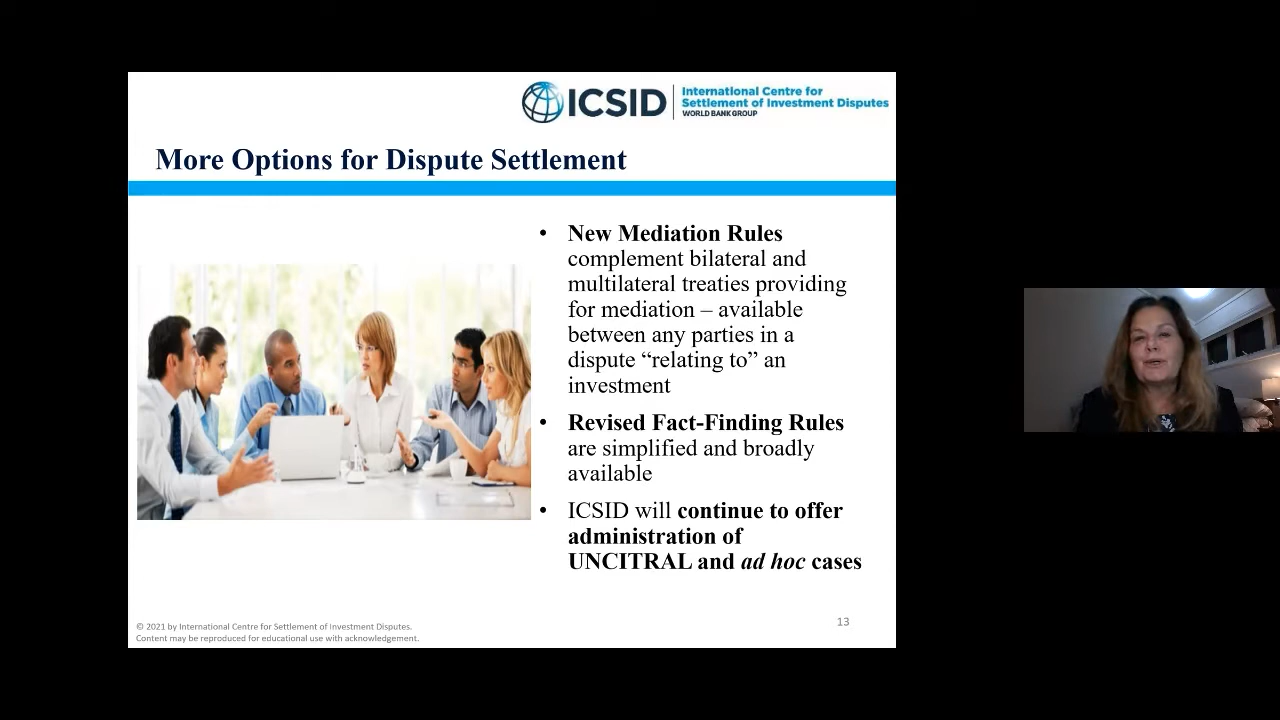 ICSID
International Centre for
Settlement of Investment Disputes
WORLD BANK GROUP
More Options for Dispute Settlement
• New Mediation Rules
complement bilateral and
multilateral treaties providing
for mediation – available
between any parties in a
dispute “relating to” an
investment
• Revised Fact-Finding Rules
are simplified and broadly
available
• ICSID will continue to offer
administration of
UNCITRAL and ad hoc cases
© 2021 by International Centre for Settlement of Investment Disputes.
Content may be reproduced for educational use with acknowledgement.
13